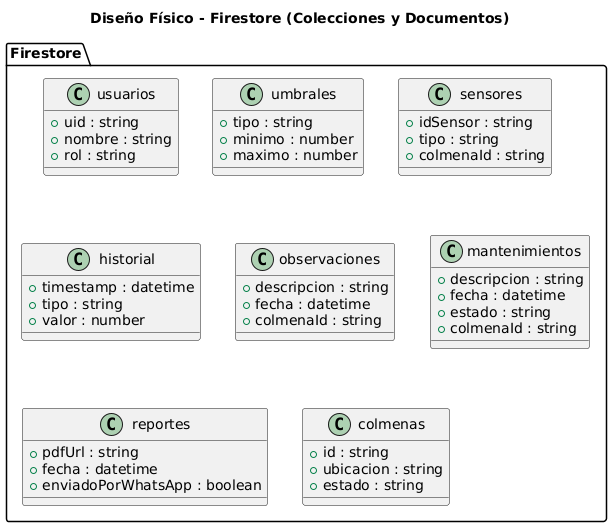 Diseño Físico - Firestore (Colecciones y Documentos)
Firestore
C usuarios
uid : string
nombre : string
rol : string
C umbrales
tipo : string
minimo : number
maximo : number
C sensores
idSensor : string
tipo : string
colmenaId : string
C historial
timestamp : datetime
tipo : string
valor : number
C observaciones
descripcion : string
fecha : datetime
colmenaId : string
C mantenimientos
descripcion : string
fecha : datetime
estado : string
colmenaId : string
C reportes
pdfUrl : string
fecha : datetime
enviadoPorWhatsApp : boolean
C colmenas
id : string
ubicacion : string
estado : string